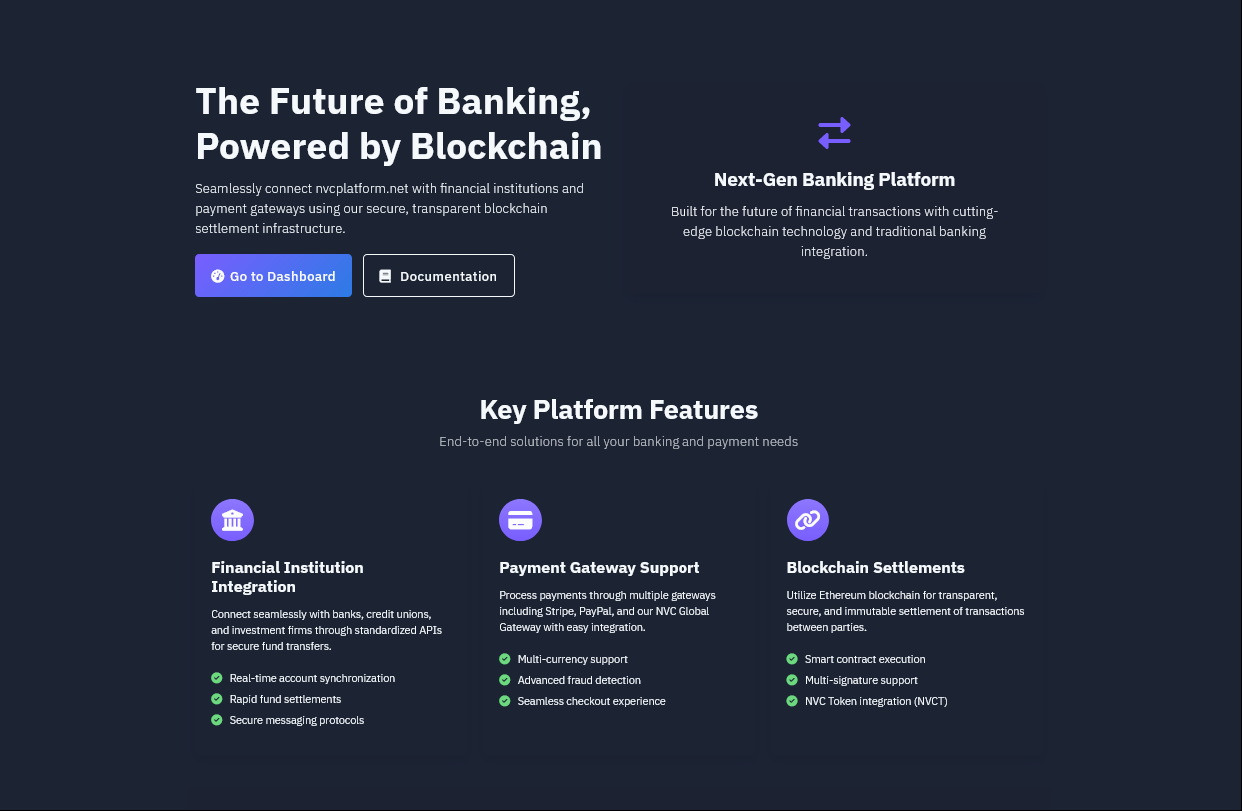 The Future of Banking,
Powered by Blockchain
Seamlessly connect nvcplatform.net with financial institutions and
payment gateways using our secure, transparent blockchain
settlement infrastructure.
Go to Dashboard
Documentation
Next-Gen Banking Platform
Built for the future of financial transactions with cutting-
edge blockchain technology and traditional banking
integration.
Key Platform Features
End-to-end solutions for all your banking and payment needs
Financial Institution
Integration
Connect seamlessly with banks, credit unions,
and investment firms through standardized APIs
for secure fund transfers.
Real-time account synchronization
Rapid fund settlements
Secure messaging protocols
Payment Gateway Support
Process payments through multiple gateways
including Stripe, PayPal, and our NVC Global
Gateway with easy integration.
Multi-currency support
Advanced fraud detection
Seamless checkout experience
Blockchain Settlements
Utilize Ethereum blockchain for transparent,
secure, and immutable settlement of transactions
between parties.
Smart contract execution
Multi-signature support
NVC Token integration (NVCT)